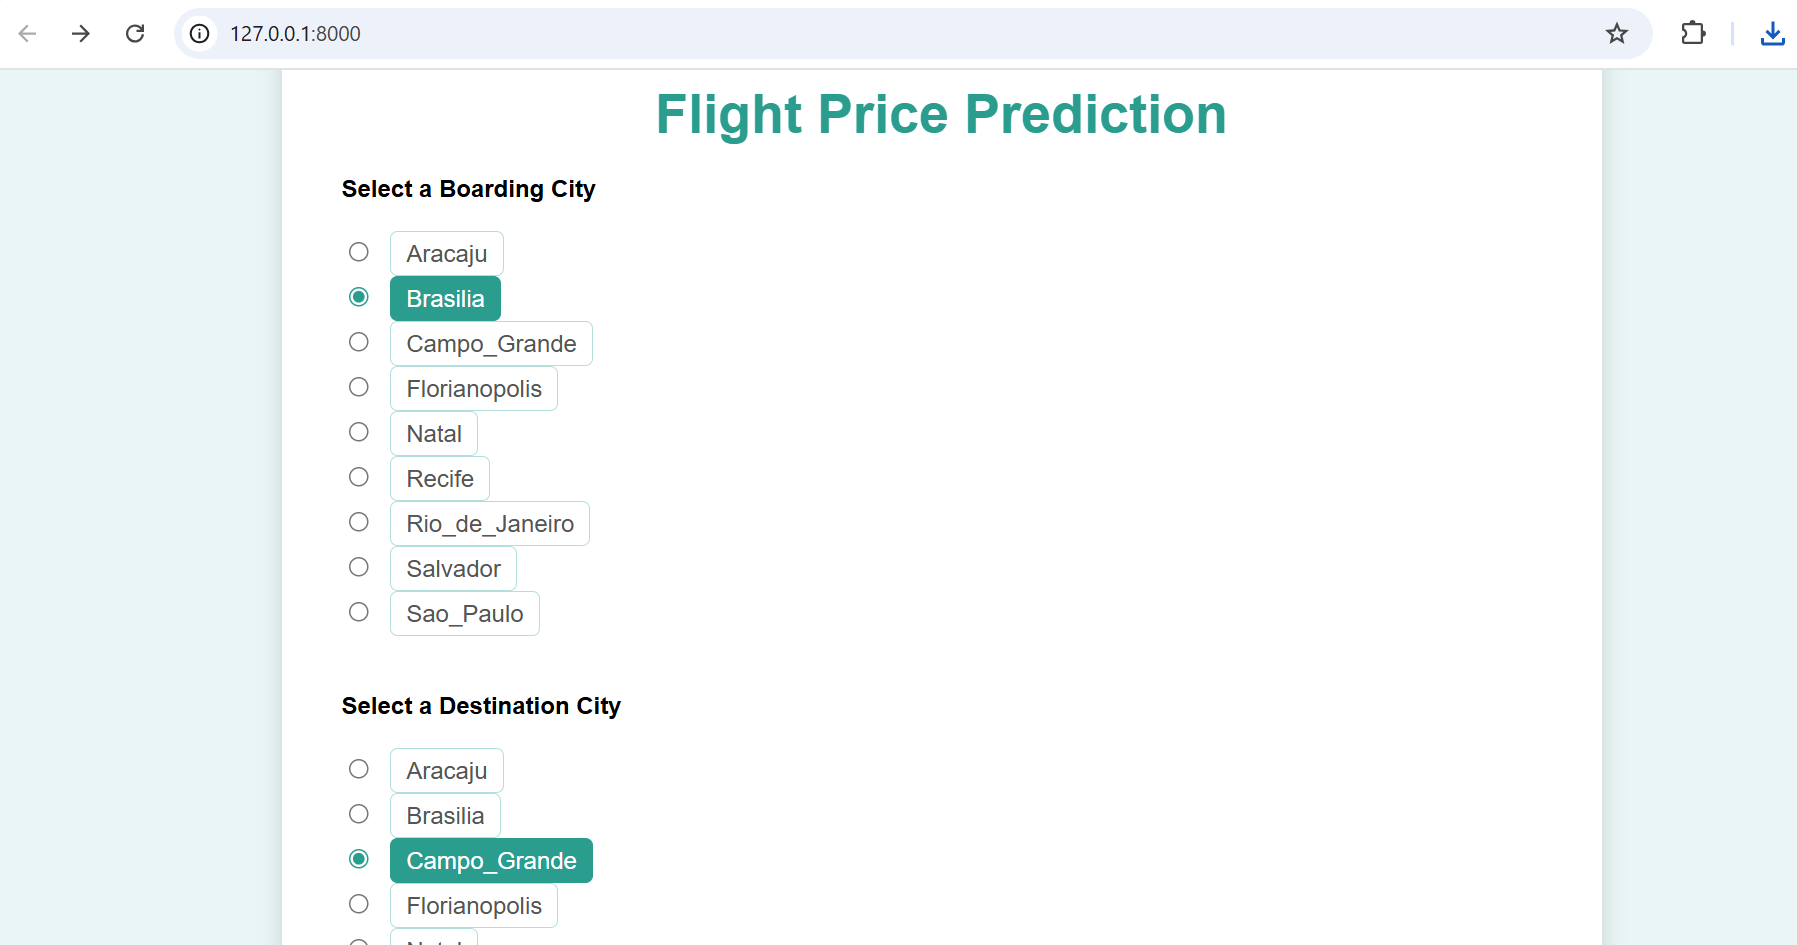 127.0.0.1:8000
Flight Price Prediction
Select a Boarding City
Aracaju
Brasilia
Campo_Grande
Florianopolis
Natal
Recife
Rio_de_Janeiro
Salvador
Sao_Paulo
Select a Destination City
Aracaju
Brasilia
Campo_Grande
Florianopolis